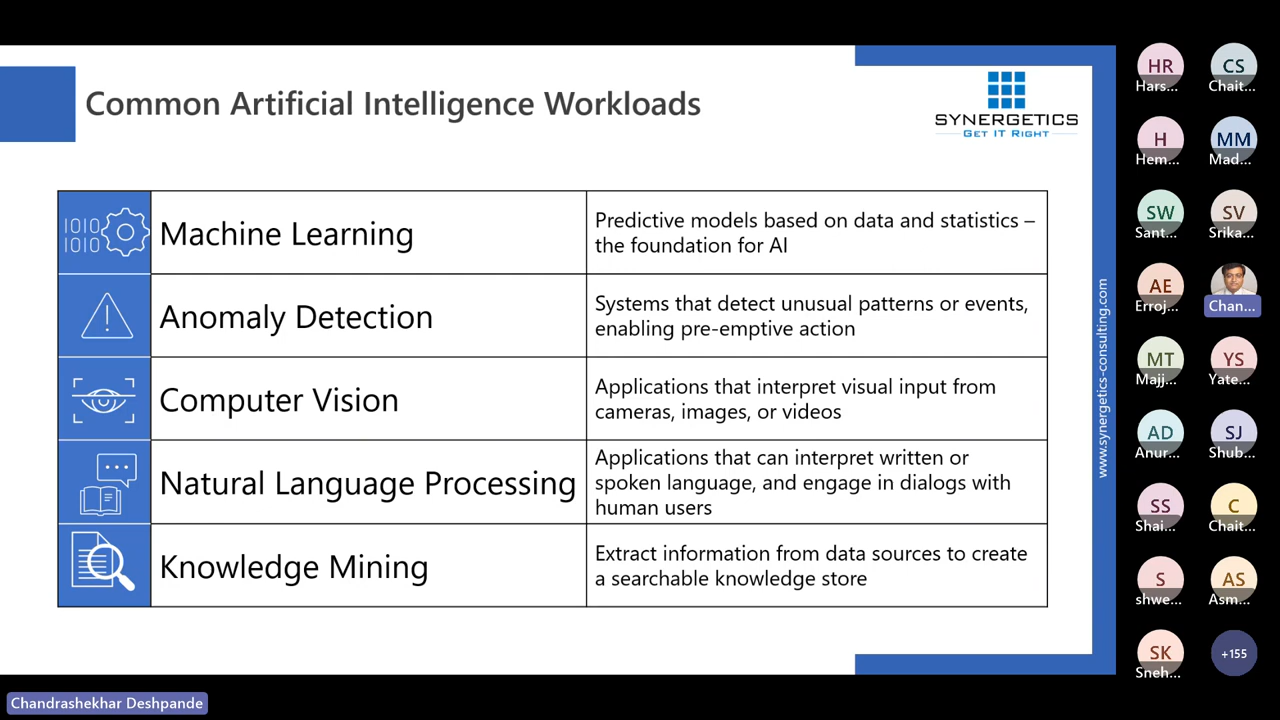 Common Artificial Intelligence Workloads
SYNERGETICS
GET IT RIGHT
1010
1010
Machine Learning
Predictive models based on data and statistics –
the foundation for AI
Anomaly Detection
Systems that detect unusual patterns or events,
enabling pre-emptive action
Computer Vision
Applications that interpret visual input from
cameras, images, or videos
Natural Language Processing
Applications that can interpret written or
spoken language, and engage in dialogs with
human users
Knowledge Mining
Extract information from data sources to create
a searchable knowledge store
www.synergetics-consulting.com
HR
Hars...
CS
Chait...
H
Hem...
MM
Mad...
SW
Sant...
SV
Srika...
AE
Erroj...
Chan...
MT
Majj...
YS
Yate...
AD
Anur...
SJ
Shub...
SS
Shai...
C
Chait...
S
shwe...
AS
Asm...
SK
Sneh...
+155
Chandrashekhar Deshpande